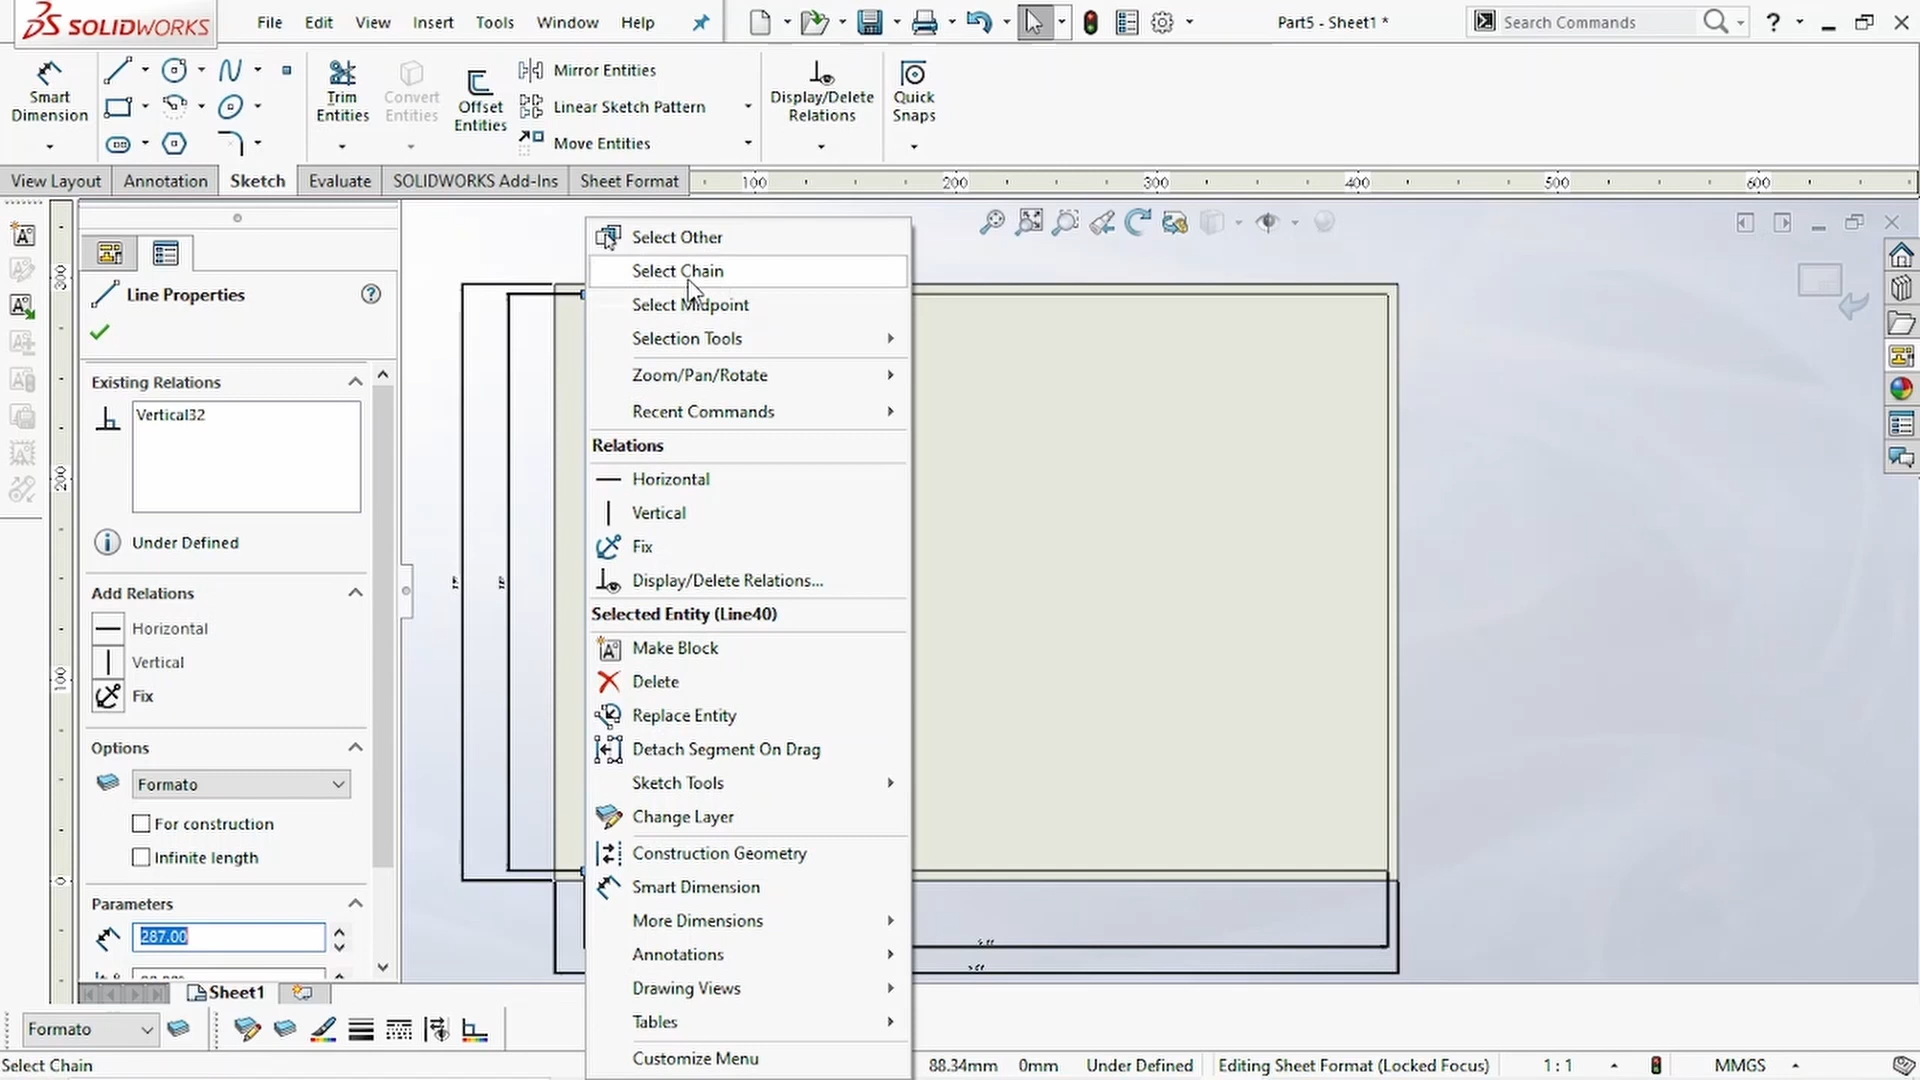 SOLIDWORKS
File Edit View Insert Tools Window Help
Part5 - Sheet1 *
Search Commands
Smart Dimension
Trim Entities
Convert Entities
Offset Entities
Mirror Entities
Linear Sketch Pattern
Move Entities
Display/Delete Relations
Quick Snaps
View Layout Annotation Sketch Evaluate SOLIDWORKS Add-Ins Sheet Format
100 200 300 400 500 600
300
200
100
0
Line Properties
Existing Relations
Vertical32
Under Defined
Add Relations
Horizontal
Vertical
Fix
Options
Formato
For construction
Infinite length
Parameters
287.00
Select Other
Select Chain
Select Midpoint
Selection Tools
Zoom/Pan/Rotate
Recent Commands
Relations
Horizontal
Vertical
Fix
Display/Delete Relations...
Selected Entity (Line40)
Make Block
Delete
Replace Entity
Detach Segment On Drag
Sketch Tools
Change Layer
Construction Geometry
Smart Dimension
More Dimensions
Annotations
Drawing Views
Tables
Customize Menu
Sheet1
Formato
Select Chain
88.34mm 0mm Under Defined Editing Sheet Format (Locked Focus) 1 : 1 MMGS